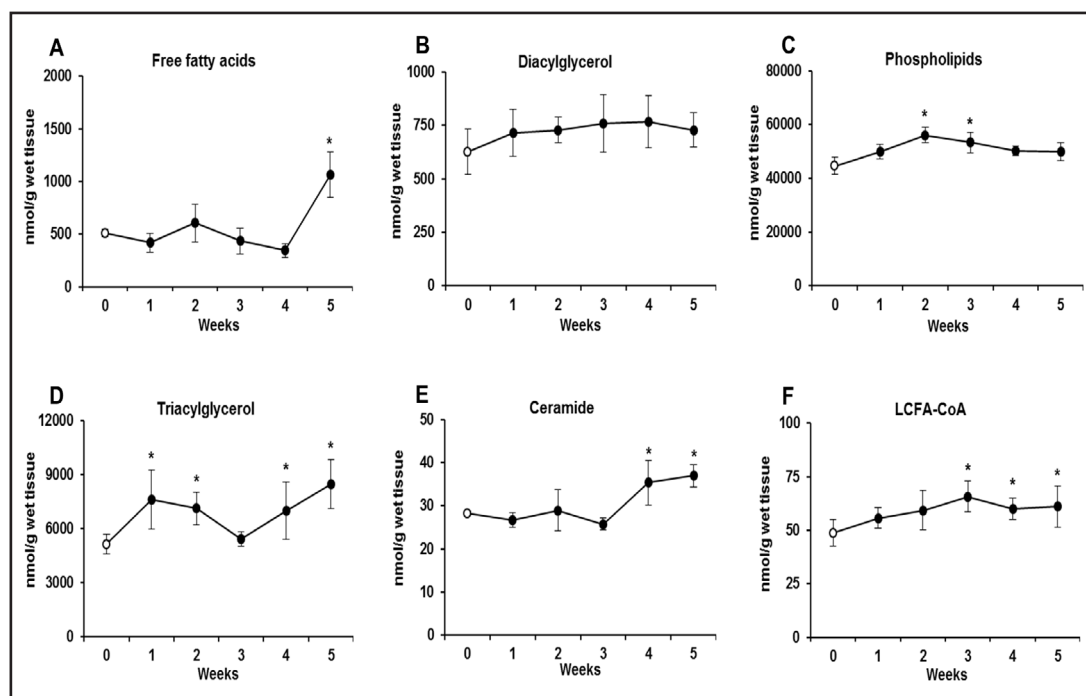 A
Free fatty acids
nmol/g wet tissue
2000
1500
1000
500
0
*
0 1 2 3 4 5
Weeks
B
Diacylglycerol
nmol/g wet tissue
1000
750
500
250
0
0 1 2 3 4 5
Weeks
C
Phospholipids
nmol/g wet tissue
80000
60000
40000
20000
0
* *
0 1 2 3 4 5
Weeks
D
Triacylglycerol
nmol/g wet tissue
12000
9000
6000
3000
0
* * * *
0 1 2 3 4 5
Weeks
E
Ceramide
nmol/g wet tissue
50
40
30
20
10
0
* *
0 1 2 3 4 5
Weeks
F
LCFA-CoA
nmol/g wet tissue
100
75
50
25
0
* * *
0 1 2 3 4 5
Weeks